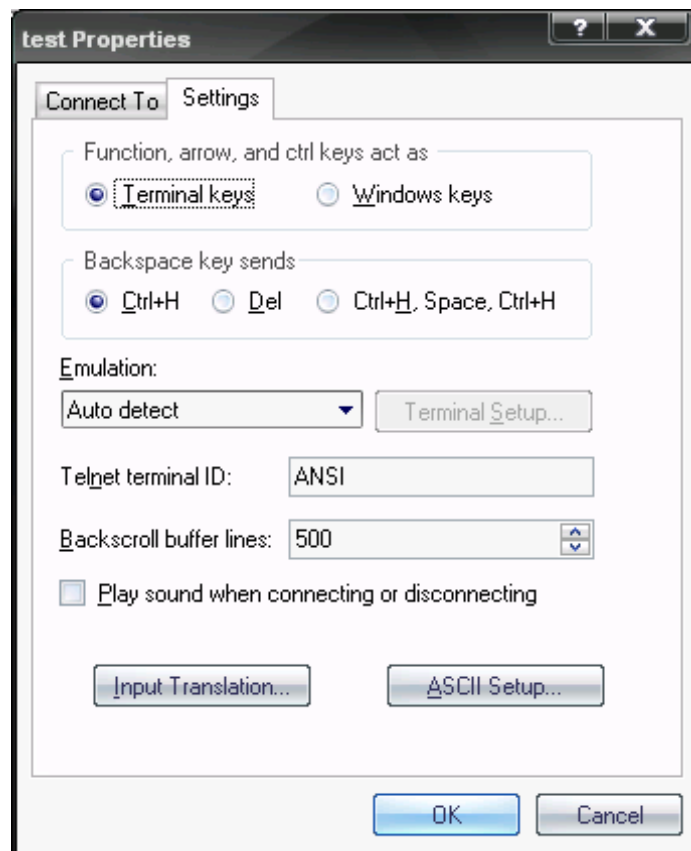 test Properties
?
X
Connect To
Settings
Function, arrow, and ctrl keys act as
Terminal keys
Windows keys
Backspace key sends
Ctrl+H
Del
Ctrl+H, Space, Ctrl+H
Emulation:
Auto detect
Terminal Setup...
Telnet terminal ID:
ANSI
Backscroll buffer lines:
500
Play sound when connecting or disconnecting
Input Translation...
ASCII Setup...
OK
Cancel